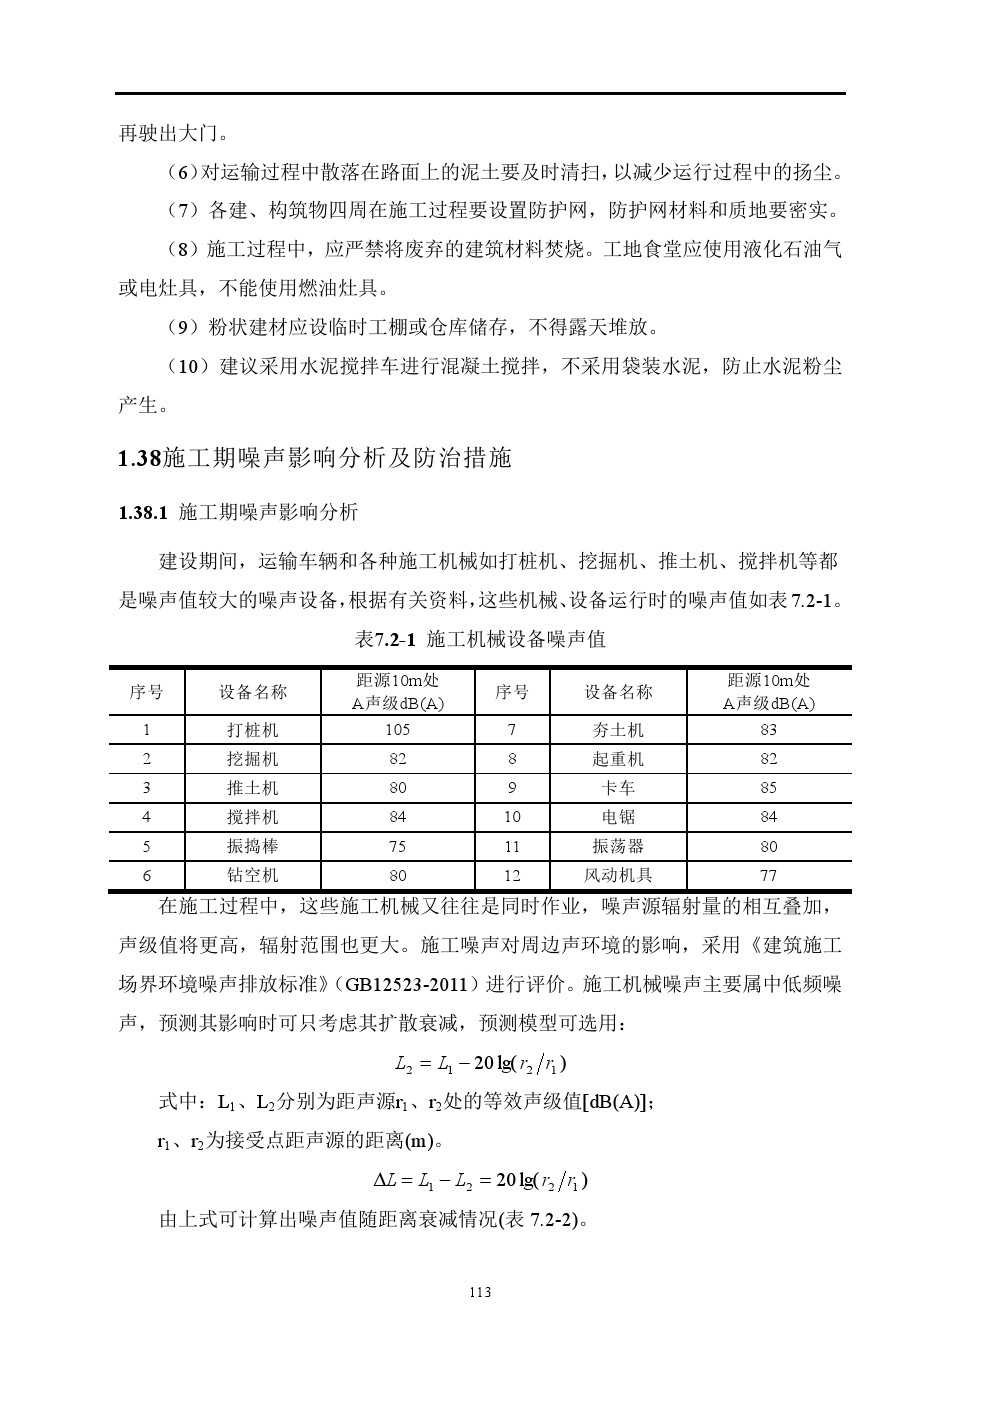 再驶出大门。
（6）对运输过程中散落在路面上的泥土要及时清扫，以减少运行过程中的扬尘。
（7）各建、构筑物四周在施工过程要设置防护网，防护网材料和质地要密实。
（8）施工过程中，应严禁将废弃的建筑材料焚烧。工地食堂应使用液化石油气
或电灶具，不能使用燃油灶具。
（9）粉状建材应设临时工棚或仓库储存，不得露天堆放。
（10）建议采用水泥搅拌车进行混凝土搅拌，不采用袋装水泥，防止水泥粉尘
产生。
1.38施工期噪声影响分析及防治措施
1.38.1 施工期噪声影响分析
建设期间，运输车辆和各种施工机械如打桩机、挖掘机、推土机、搅拌机等都
是噪声值较大的噪声设备，根据有关资料，这些机械、设备运行时的噪声值如表7.2-1。
表7.2-1 施工机械设备噪声值
序号 设备名称 距源10m处 A声级dB(A) 序号 设备名称 距源10m处 A声级dB(A)
1 打桩机 105 7 夯土机 83
2 挖掘机 82 8 起重机 82
3 推土机 80 9 卡车 85
4 搅拌机 84 10 电锯 84
5 振捣棒 75 11 振荡器 80
6 钻空机 80 12 风动机具 77
在施工过程中，这些施工机械又往往是同时作业，噪声源辐射量的相互叠加，
声级值将更高，辐射范围也更大。施工噪声对周边声环境的影响，采用《建筑施工
场界环境噪声排放标准》（GB12523-2011）进行评价。施工机械噪声主要属中低频噪
声，预测其影响时可只考虑其扩散衰减，预测模型可选用：
L₂ = L₁ − 20 lg( r₂/r₁ )
式中：L₁、L₂分别为距声源r₁、r₂处的等效声级值[dB(A)]；
r₁、r₂为接受点距声源的距离(m)。
ΔL = L₁ − L₂ = 20 lg( r₂/r₁ )
由上式可计算出噪声值随距离衰减情况(表 7.2-2)。
113